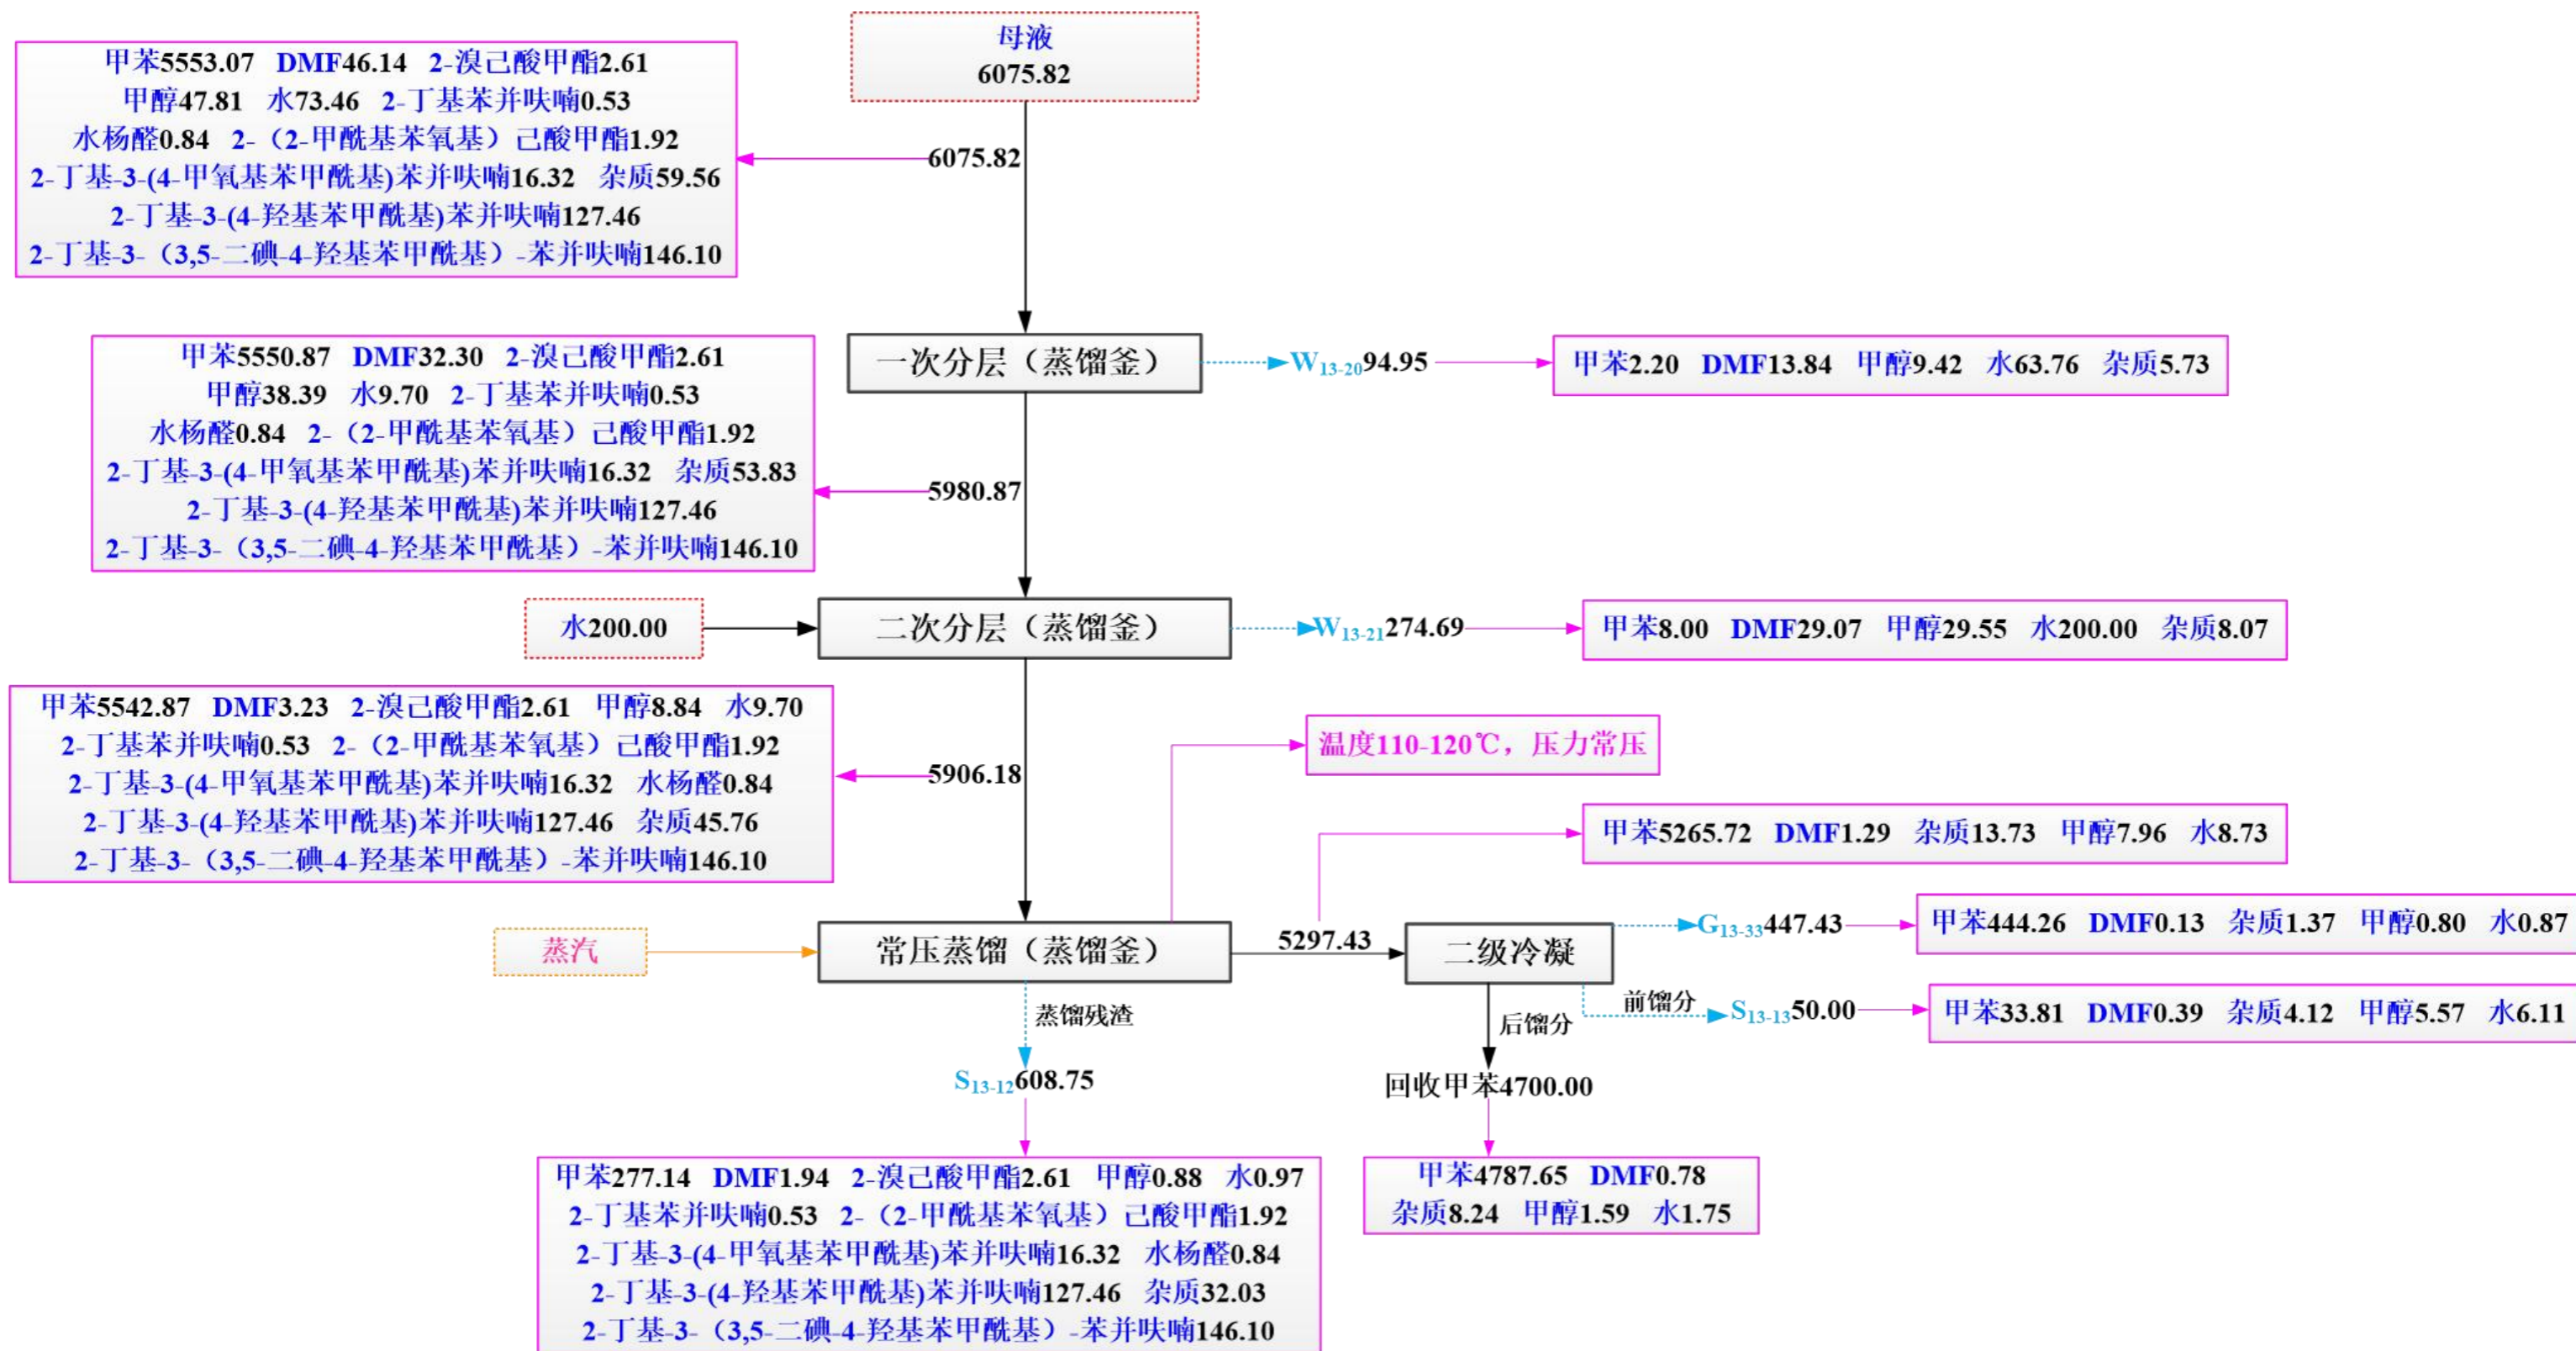 母液
6075.82
甲苯5553.07 DMF46.14 2-溴己酸甲酯2.61
甲醇47.81 水73.46 2-丁基苯并呋喃0.53
水杨醛0.84 2-（2-甲酰基苯氧基）己酸甲酯1.92
2-丁基-3-(4-甲氧基苯甲酰基)苯并呋喃16.32 杂质59.56
2-丁基-3-(4-羟基苯甲酰基)苯并呋喃127.46
2-丁基-3-（3,5-二碘-4-羟基苯甲酰基）-苯并呋喃146.10
6075.82
一次分层（蒸馏釜）
W13-2094.95
甲苯2.20 DMF13.84 甲醇9.42 水63.76 杂质5.73
甲苯5550.87 DMF32.30 2-溴己酸甲酯2.61
甲醇38.39 水9.70 2-丁基苯并呋喃0.53
水杨醛0.84 2-（2-甲酰基苯氧基）己酸甲酯1.92
2-丁基-3-(4-甲氧基苯甲酰基)苯并呋喃16.32 杂质53.83
2-丁基-3-(4-羟基苯甲酰基)苯并呋喃127.46
2-丁基-3-（3,5-二碘-4-羟基苯甲酰基）-苯并呋喃146.10
5980.87
水200.00
二次分层（蒸馏釜）
W13-21274.69
甲苯8.00 DMF29.07 甲醇29.55 水200.00 杂质8.07
甲苯5542.87 DMF3.23 2-溴己酸甲酯2.61 甲醇8.84 水9.70
2-丁基苯并呋喃0.53 2-（2-甲酰基苯氧基）己酸甲酯1.92
2-丁基-3-(4-甲氧基苯甲酰基)苯并呋喃16.32 水杨醛0.84
2-丁基-3-(4-羟基苯甲酰基)苯并呋喃127.46 杂质45.76
2-丁基-3-（3,5-二碘-4-羟基苯甲酰基）-苯并呋喃146.10
5906.18
温度110-120℃，压力常压
甲苯5265.72 DMF1.29 杂质13.73 甲醇7.96 水8.73
蒸汽
常压蒸馏（蒸馏釜）
5297.43
二级冷凝
G13-33447.43
甲苯444.26 DMF0.13 杂质1.37 甲醇0.80 水0.87
前馏分
S13-1350.00
甲苯33.81 DMF0.39 杂质4.12 甲醇5.57 水6.11
蒸馏残渣
后馏分
S13-12608.75
回收甲苯4700.00
甲苯277.14 DMF1.94 2-溴己酸甲酯2.61 甲醇0.88 水0.97
2-丁基苯并呋喃0.53 2-（2-甲酰基苯氧基）己酸甲酯1.92
2-丁基-3-(4-甲氧基苯甲酰基)苯并呋喃16.32 水杨醛0.84
2-丁基-3-(4-羟基苯甲酰基)苯并呋喃127.46 杂质32.03
2-丁基-3-（3,5-二碘-4-羟基苯甲酰基）-苯并呋喃146.10
甲苯4787.65 DMF0.78
杂质8.24 甲醇1.59 水1.75